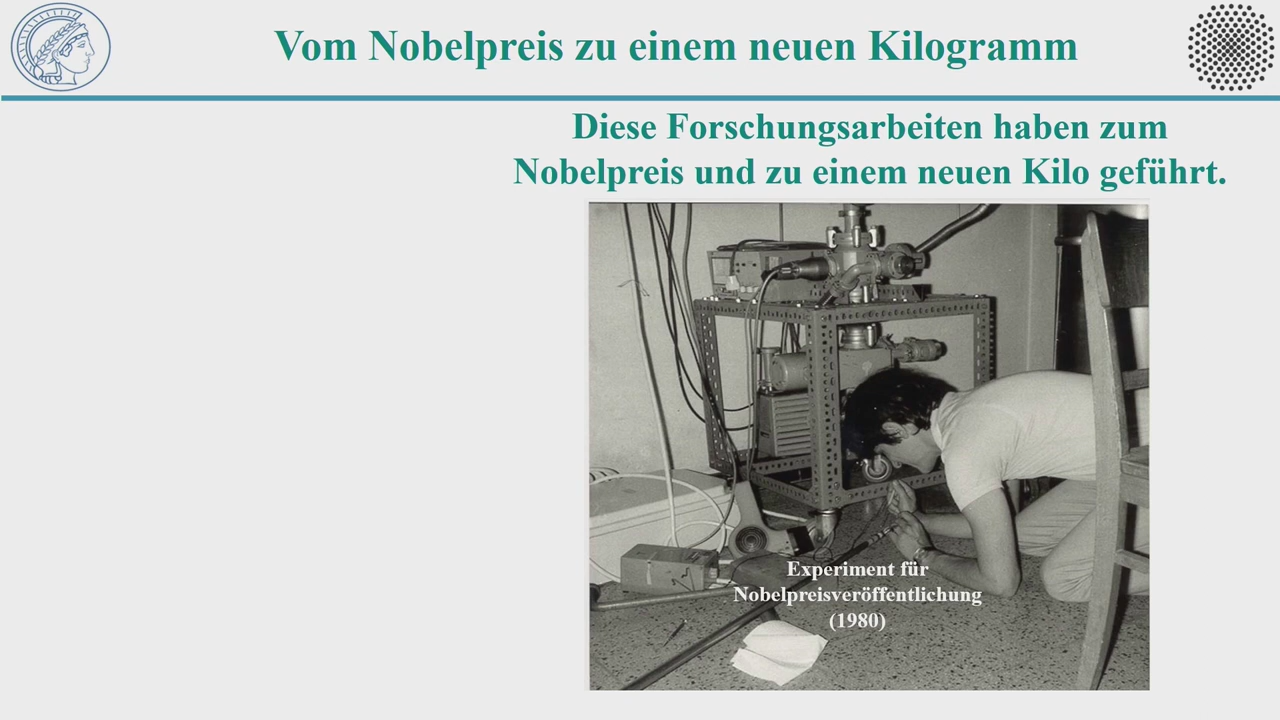 Vom Nobelpreis zu einem neuen Kilogramm
Diese Forschungsarbeiten haben zum
Nobelpreis und zu einem neuen Kilo geführt.
Experiment für
Nobelpreisveröffentlichung
(1980)